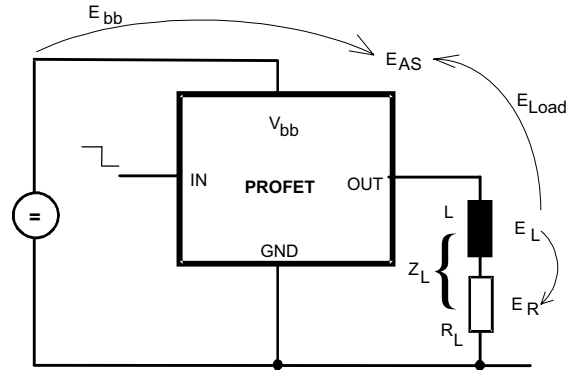 E bb
E AS
E Load
V bb
IN
PROFET
OUT
L
E L
GND
Z L
{
E R
R L
=